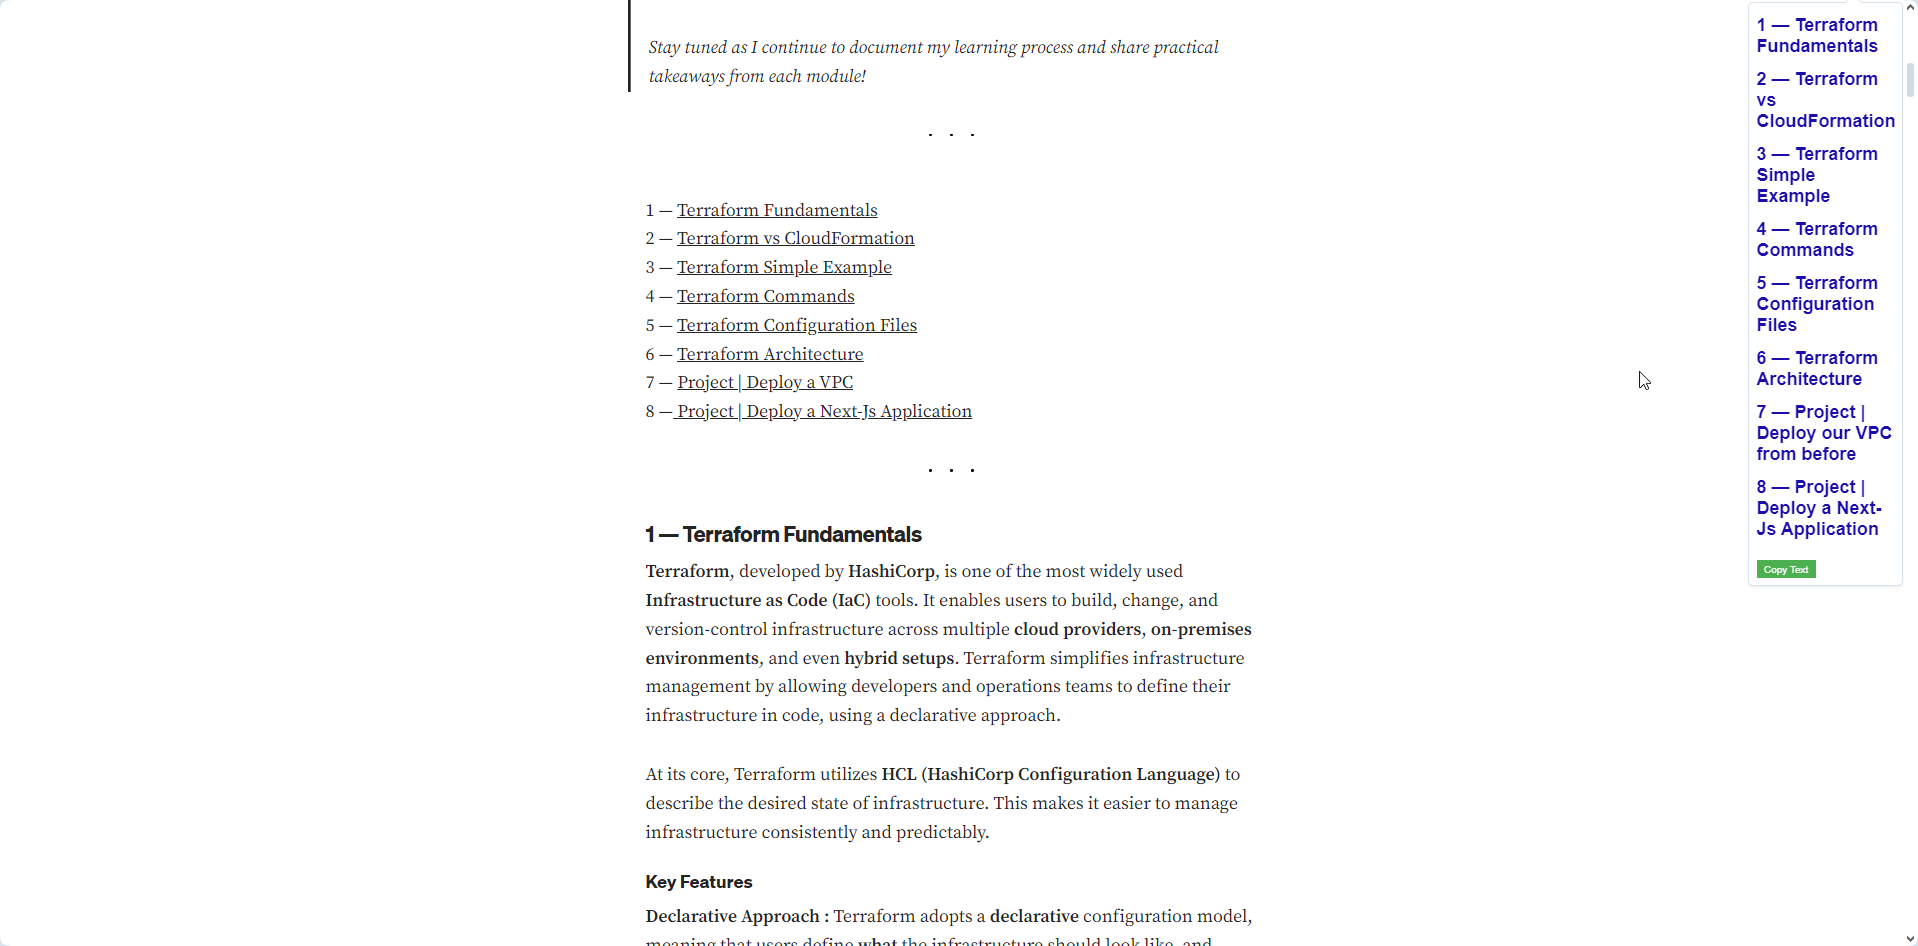 Stay tuned as I continue to document my learning process and share practical
takeaways from each module!
. . .
1 — Terraform Fundamentals
2 — Terraform vs CloudFormation
3 — Terraform Simple Example
4 — Terraform Commands
5 — Terraform Configuration Files
6 — Terraform Architecture
7 — Project | Deploy a VPC
8 — Project | Deploy a Next-Js Application
. . .
1 — Terraform Fundamentals
Terraform, developed by HashiCorp, is one of the most widely used
Infrastructure as Code (IaC) tools. It enables users to build, change, and
version-control infrastructure across multiple cloud providers, on-premises
environments, and even hybrid setups. Terraform simplifies infrastructure
management by allowing developers and operations teams to define their
infrastructure in code, using a declarative approach.
At its core, Terraform utilizes HCL (HashiCorp Configuration Language) to
describe the desired state of infrastructure. This makes it easier to manage
infrastructure consistently and predictably.
Key Features
Declarative Approach : Terraform adopts a declarative configuration model,
meaning that users define what the infrastructure should look like, and
1 — Terraform
Fundamentals
2 — Terraform
vs
CloudFormation
3 — Terraform
Simple
Example
4 — Terraform
Commands
5 — Terraform
Configuration
Files
6 — Terraform
Architecture
7 — Project |
Deploy our VPC
from before
8 — Project |
Deploy a Next-
Js Application
Copy Text